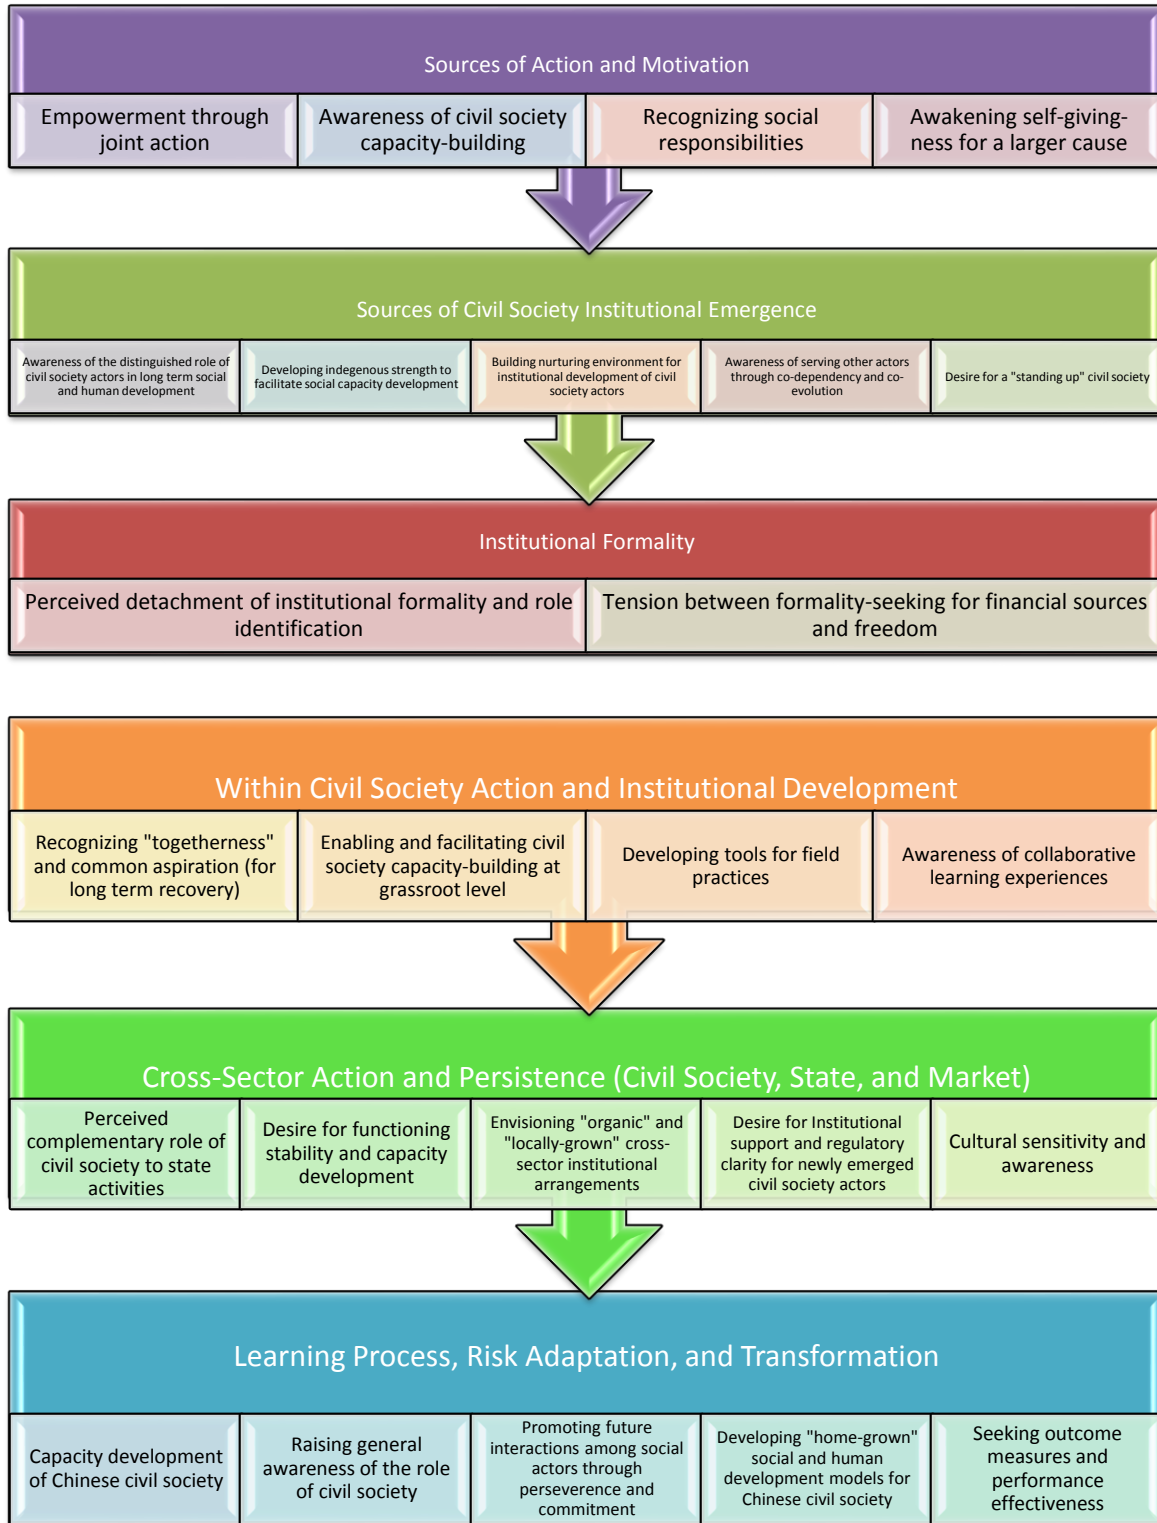 Sources of Action and Motivation
Empowerment through
joint action
Awareness of civil society
capacity-building
Recognizing social
responsibilities
Awakening self-giving-
ness for a larger cause
Sources of Civil Society Institutional Emergence
Awareness of the distinguished role of
civil society actors in long term social
and human development
Developing indegenous strength to
facilitate social capacity development
Building nurturing environment for
institutional development of civil
society actors
Awareness of serving other actors
through co-dependency and co-
evolution
Desire for a "standing up" civil society
Institutional Formality
Perceived detachment of institutional formality and role
identification
Tension between formality-seeking for financial sources
and freedom
Within Civil Society Action and Institutional Development
Recognizing "togetherness"
and common aspiration (for
long term recovery)
Enabling and facilitating civil
society capacity-building at
grassroot level
Developing tools for field
practices
Awareness of collaborative
learning experiences
Cross-Sector Action and Persistence (Civil Society, State, and Market)
Perceived
complementary role of
civil society to state
activities
Desire for functioning
stability and capacity
development
Envisioning "organic" and
"locally-grown" cross-
sector institutional
arrangements
Desire for Institutional
support and regulatory
clarity for newly emerged
civil society actors
Cultural sensitivity and
awareness
Learning Process, Risk Adaptation, and Transformation
Capacity development
of Chinese civil society
Raising general
awareness of the role
of civil society
Promoting future
interactions among social
actors through
perseverence and
commitment
Developing "home-grown"
social and human
development models for
Chinese civil society
Seeking outcome
measures and
performance
effectiveness